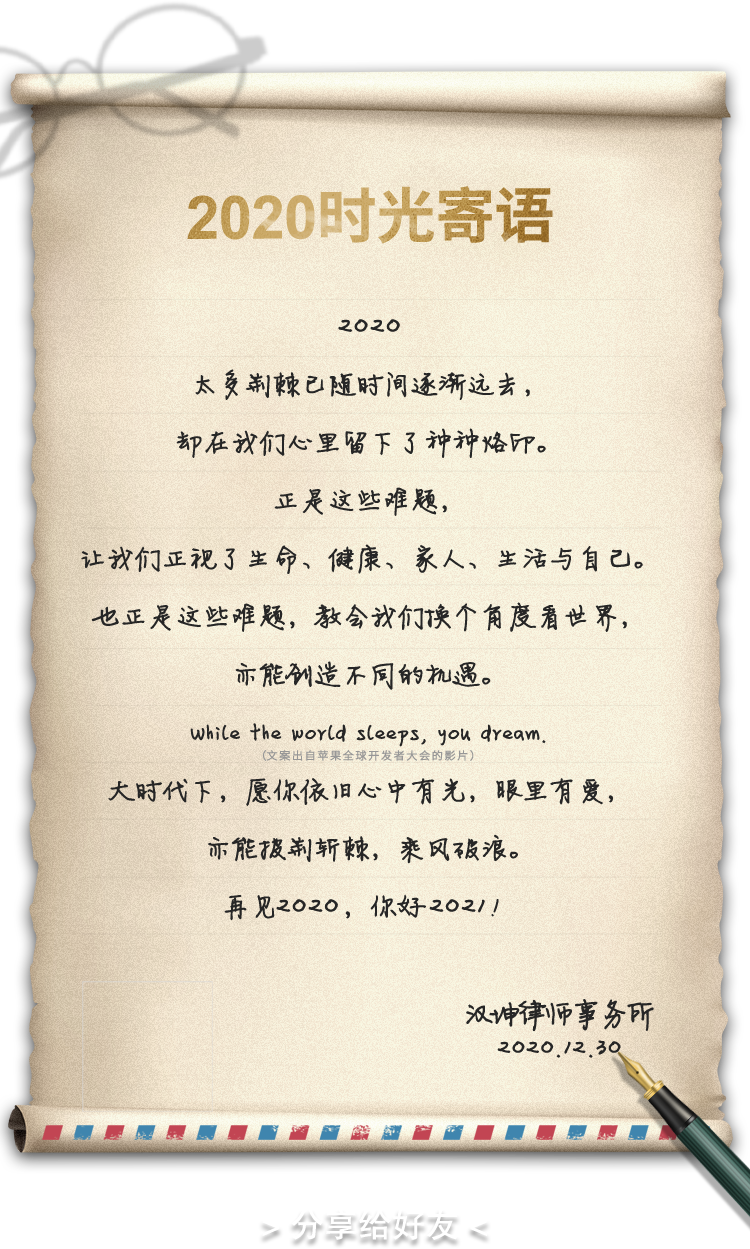 2020时光寄语
2020
太多荆棘已随时间逐渐远去，
却在我们心里留下了种种烙印。
正是这些难题，
让我们正视了生命、健康、家人、生活与自己。
也正是这些难题，教会我们换个角度看世界，
亦能创造不同的机遇。
While the world sleeps, you dream.
（文案出自苹果全球开发者大会的影片）
大时代下，愿你依旧心中有光，眼里有爱，
亦能披荆斩棘，乘风破浪。
再见2020，你好2021！
汉坤律师事务所
2020.12.30
> 分享给好友 <